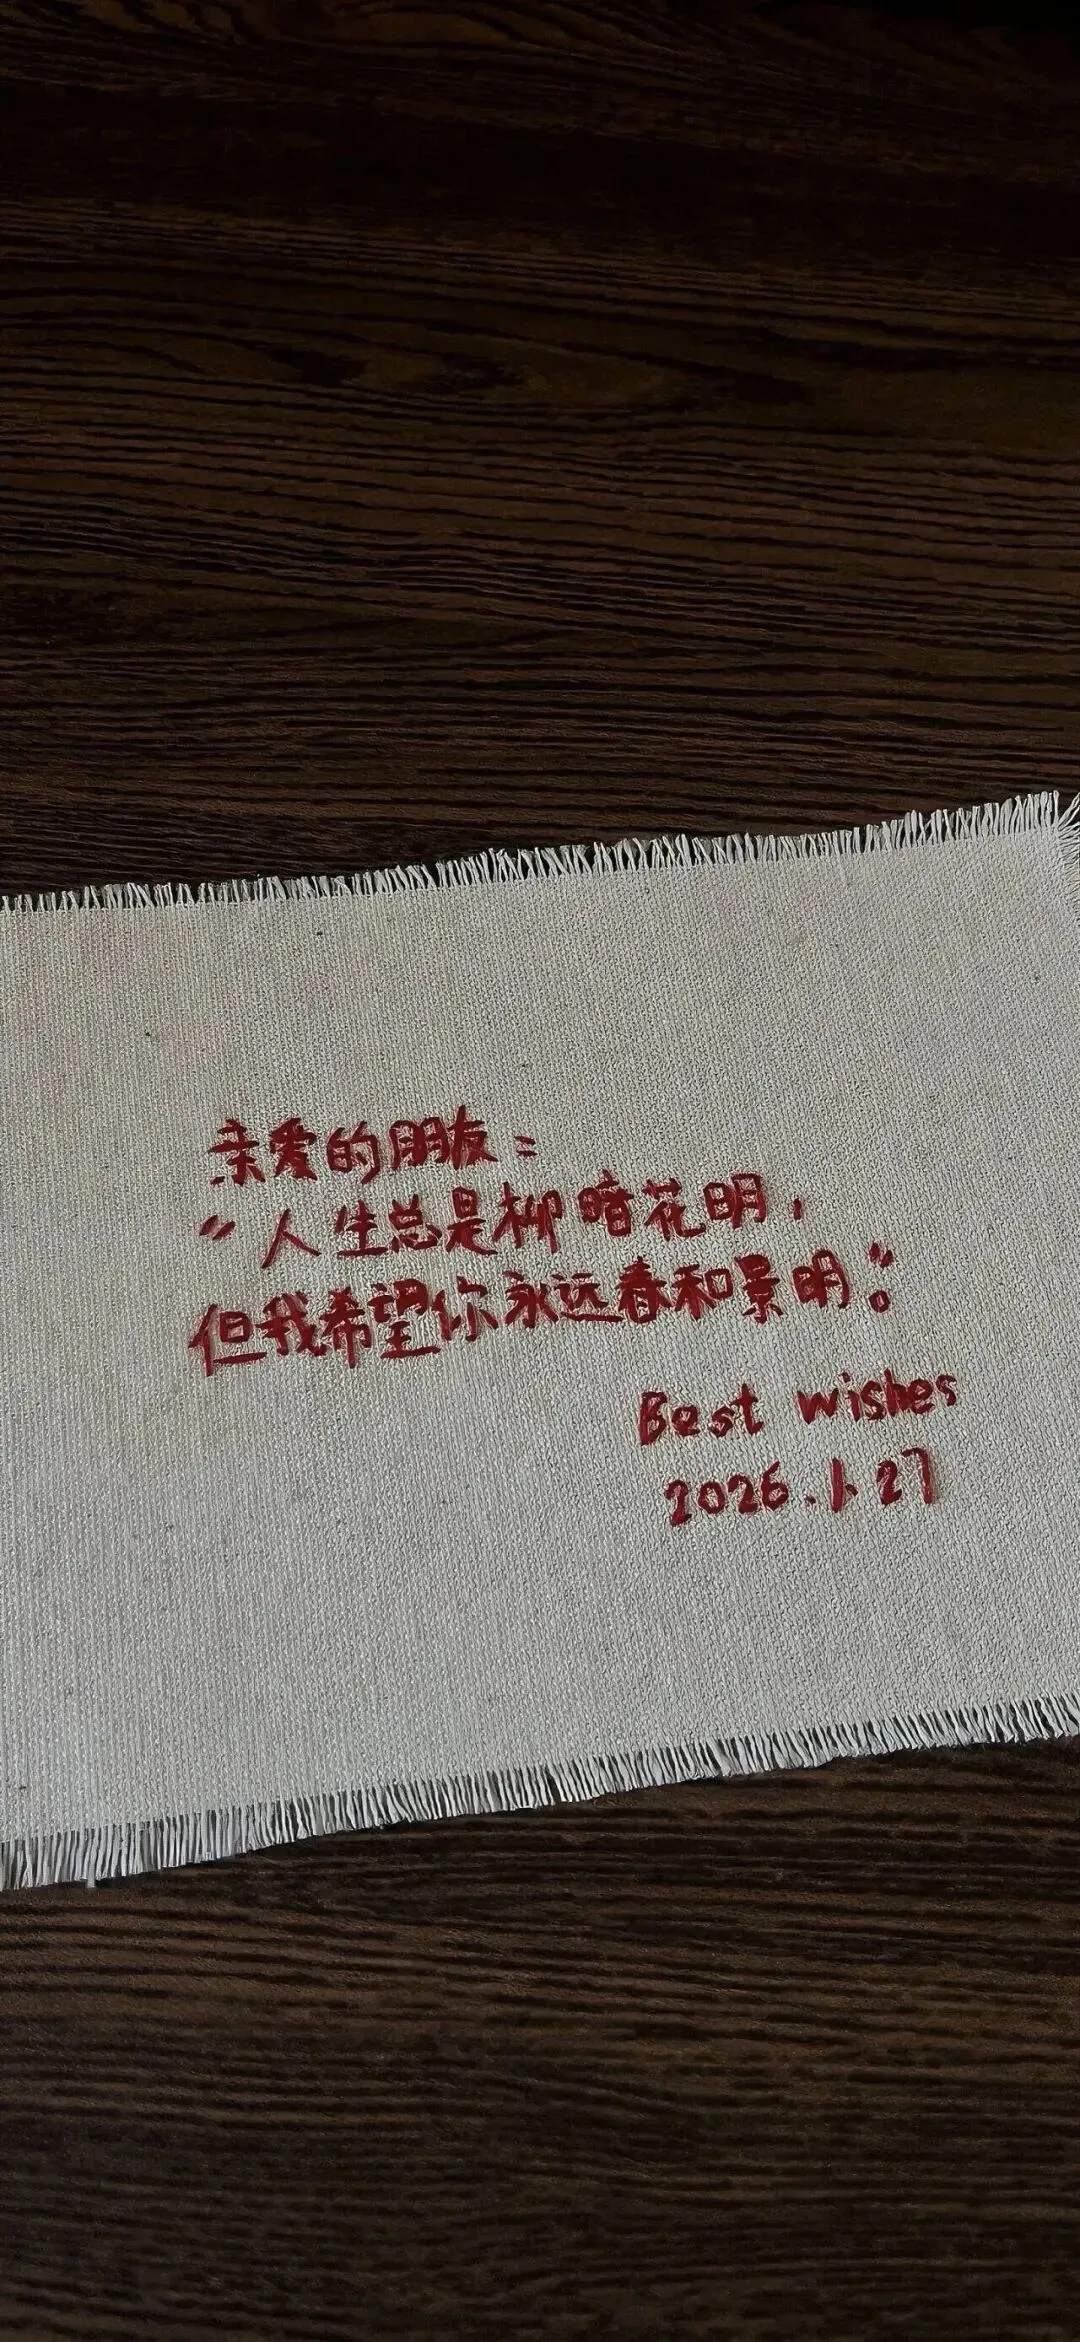 亲爱的朋友：
“人生总是柳暗花明，
但我希望你永远春和景明。”
Best wishes
2026.1.27